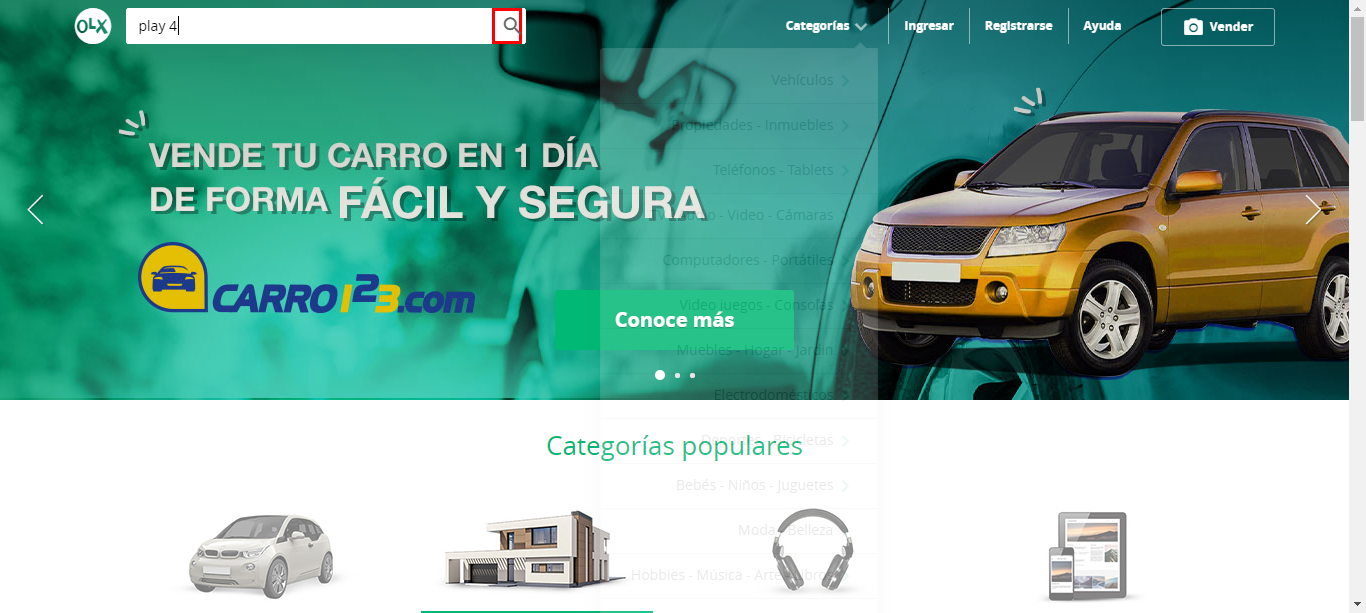 OLX
play 4
Categorías
Ingresar
Registrarse
Ayuda
Vender
Vehículos
Propiedades - Inmuebles
Teléfonos - Tablets
- Video - Cámaras
Computadores - Portátiles
Video Juegos - Consolas
Muebles - Hogar - Jardín
Electrodomésticos
Deportes - Bicicletas
Bebés - Niños - Juguetes
Moda - Belleza
Hobbies - Música - Arte - Libros
VENDE TU CARRO EN 1 DÍA
DE FORMA FÁCIL Y SEGURA
CARRO123.com
Conoce más
Categorías populares